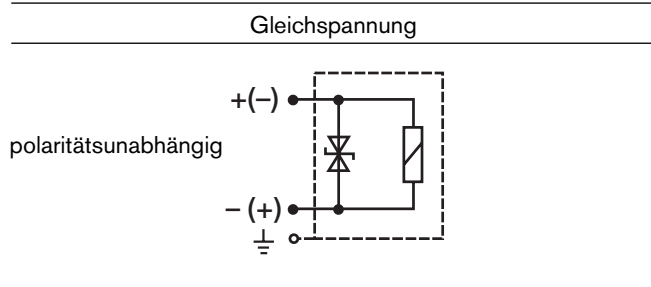 Gleichspannung
+(–)
polaritätsunabhängig
– (+)